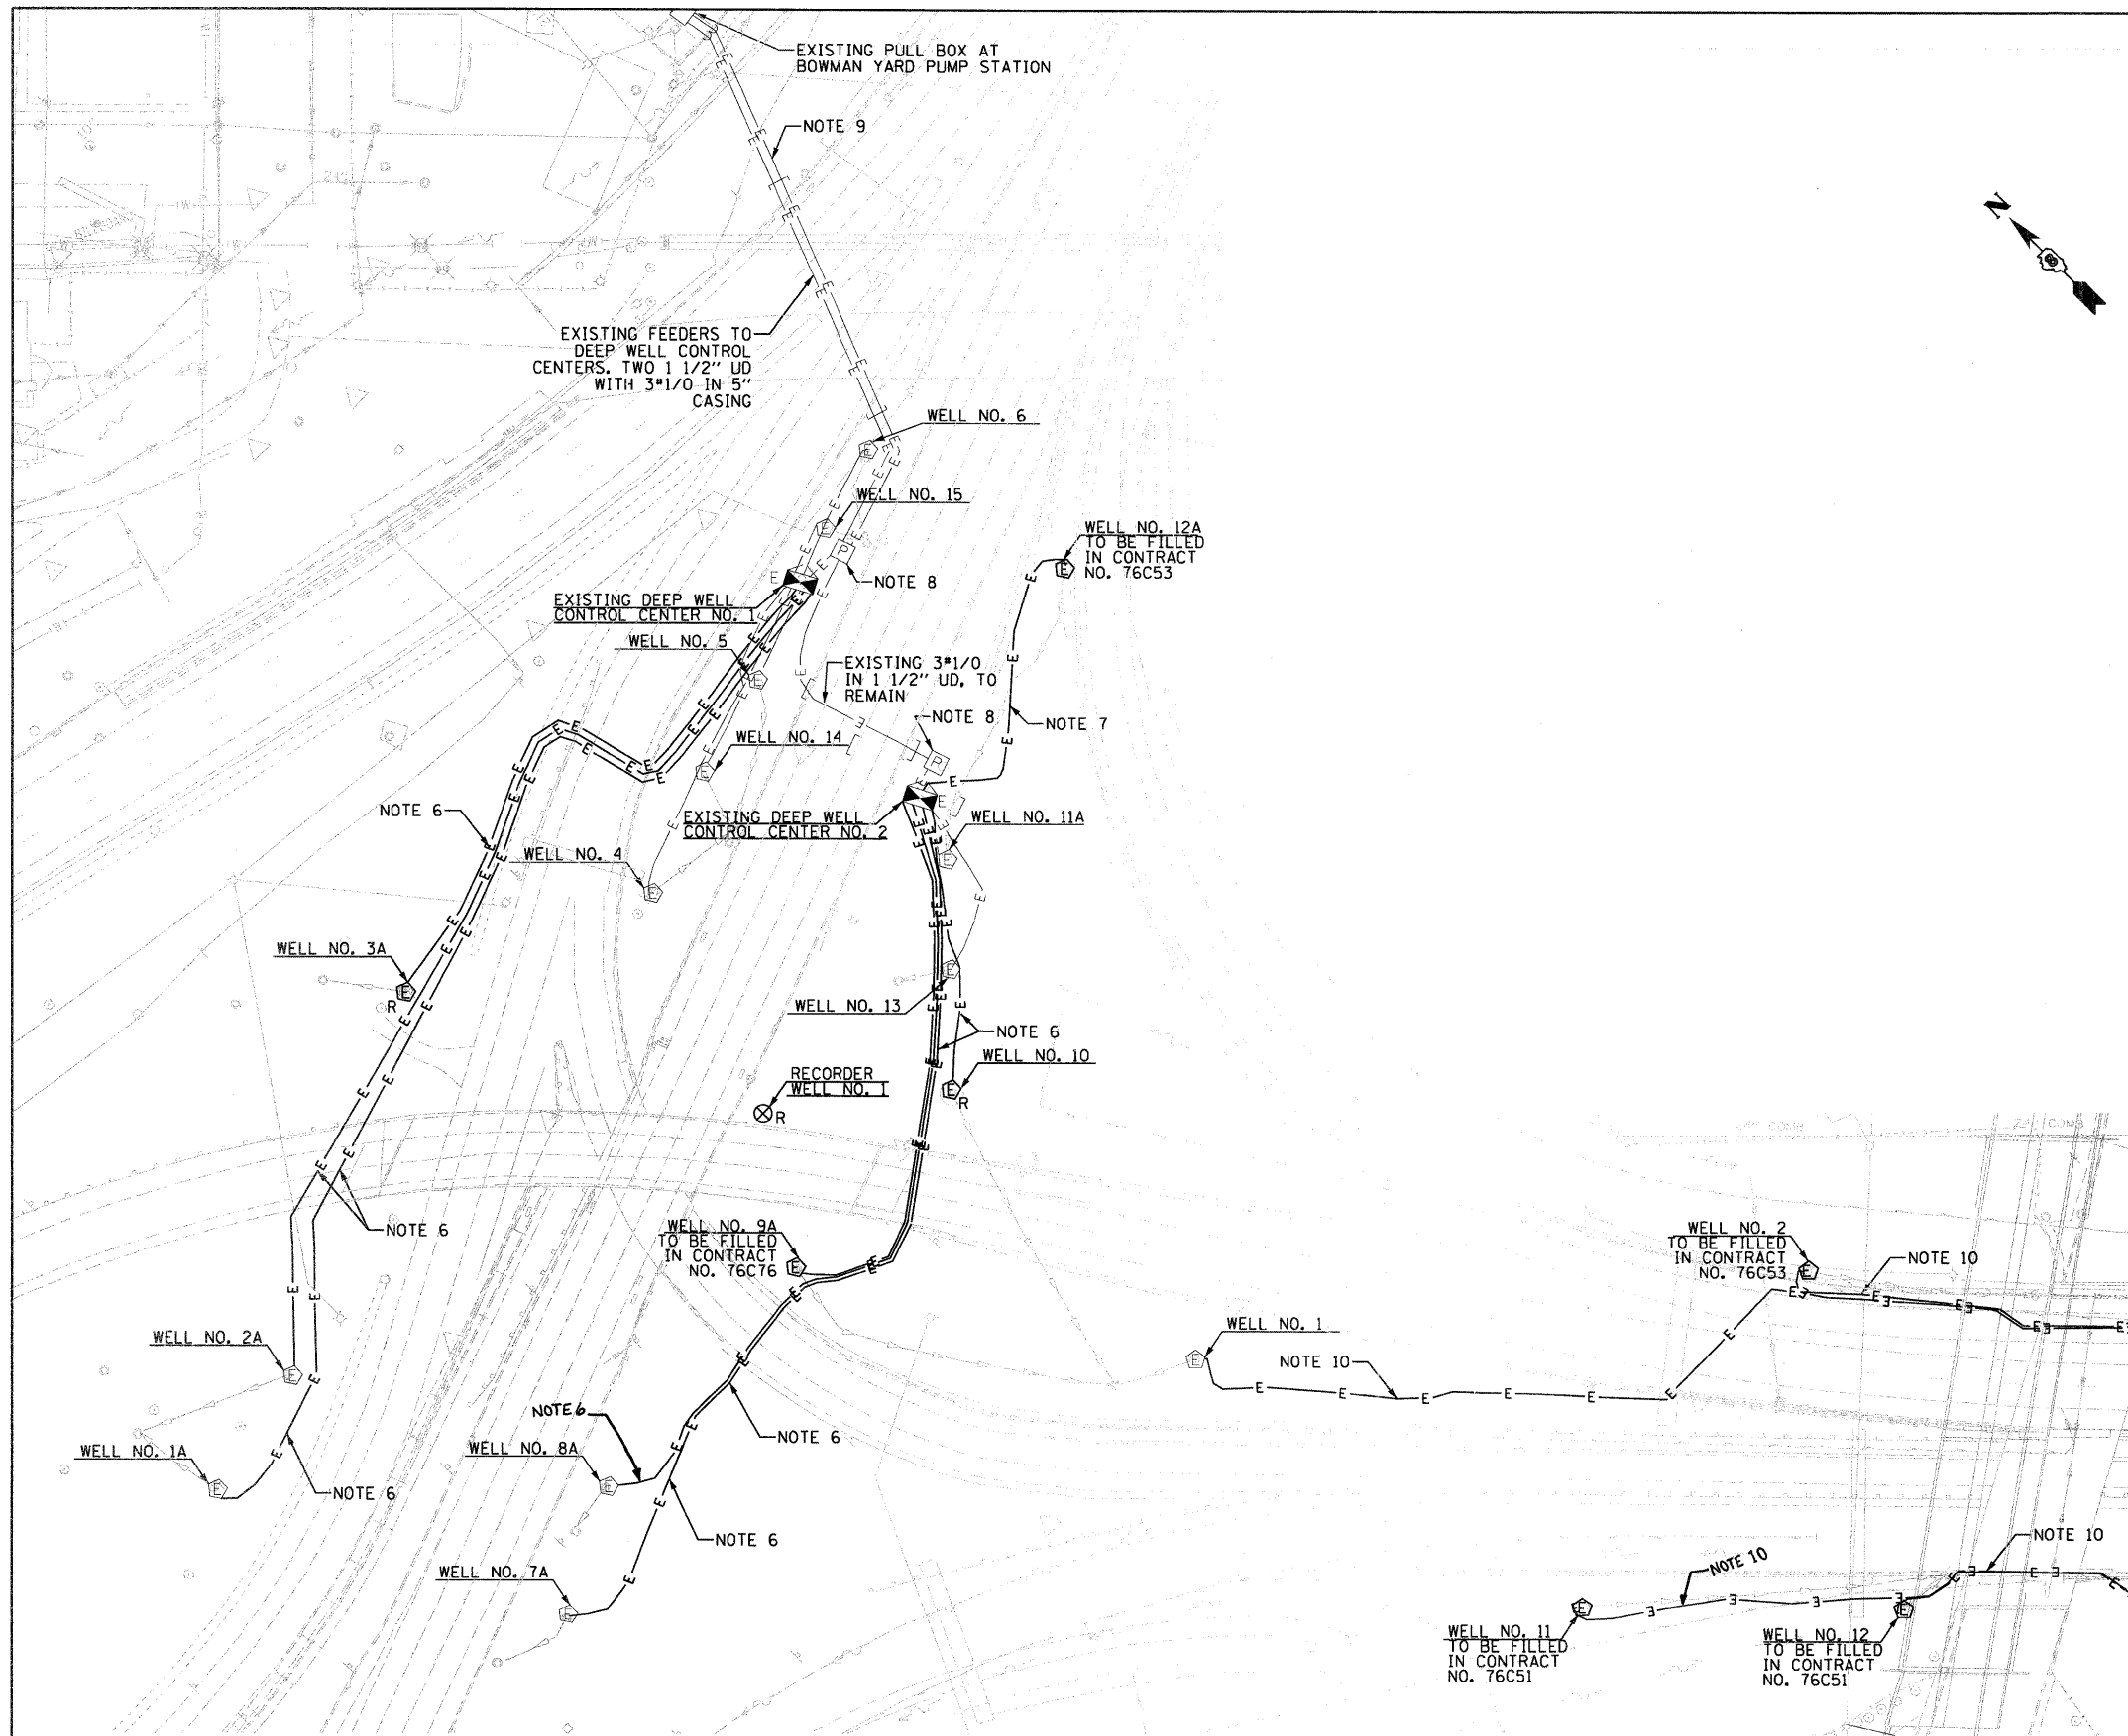 EXISTING PULL BOX AT
BOWMAN YARD PUMP STATION
NOTE 9
N
EXISTING FEEDERS TO
DEEP WELL CONTROL
CENTERS. TWO 1 1/2" UD
WITH 3#1/0 IN 5"
CASING
WELL NO. 6
WELL NO. 15
WELL NO. 12A
TO BE FILLED
IN CONTRACT
NO. 76C53
NOTE 8
EXISTING DEEP WELL
CONTROL CENTER NO. 1
WELL NO. 5
EXISTING 3#1/0
IN 1 1/2" UD, TO
REMAIN
NOTE 8
NOTE 7
WELL NO. 14
NOTE 6
EXISTING DEEP WELL
CONTROL CENTER NO. 2
WELL NO. 11A
WELL NO. 4
WELL NO. 3A
R
WELL NO. 13
NOTE 6
WELL NO. 10
R
RECORDER
WELL NO. 1
R
NOTE 6
WELL NO. 9A
TO BE FILLED
IN CONTRACT
NO. 76C76
WELL NO. 2
TO BE FILLED
IN CONTRACT
NO. 76C53
NOTE 10
WELL NO. 2A
WELL NO. 1
NOTE 10
NOTE 6
NOTE 6
WELL NO. 8A
WELL NO. 1A
NOTE 6
NOTE 6
WELL NO. 7A
NOTE 10
NOTE 10
WELL NO. 11
TO BE FILLED
IN CONTRACT
NO. 76C51
WELL NO. 12
TO BE FILLED
IN CONTRACT
NO. 76C51